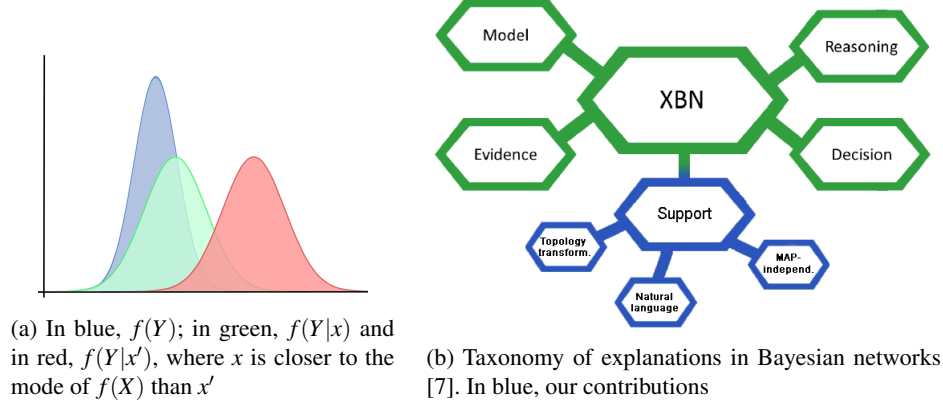 Model
Reasoning
XBN
Evidence
Decision
Support
Topology
transform.
MAP-
independ.
Natural
language
(a) In blue, f(Y); in green, f(Y|x) and
in red, f(Y|x′), where x is closer to the
mode of f(X) than x′
(b) Taxonomy of explanations in Bayesian networks
[7]. In blue, our contributions